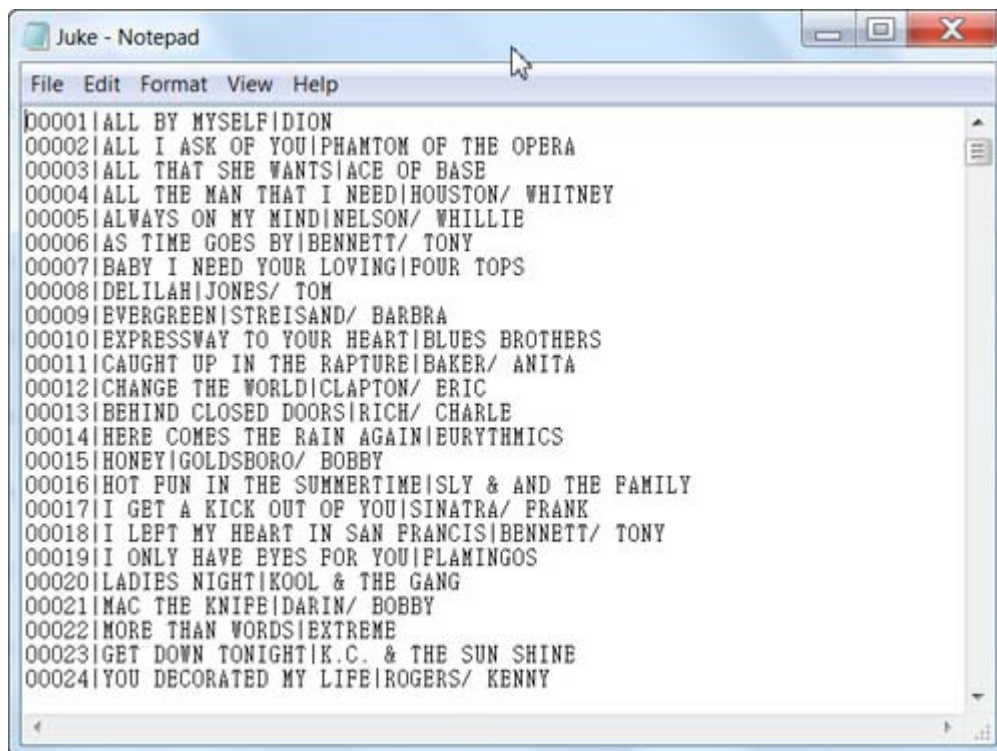 Juke - Notepad
File Edit Format View Help
00001|ALL BY MYSELF|DION
00002|ALL I ASK OF YOU|PHAMTOM OF THE OPERA
00003|ALL THAT SHE WANTS|ACE OF BASE
00004|ALL THE MAN THAT I NEED|HOUSTON/ WHITNEY
00005|ALWAYS ON MY MIND|NELSON/ WHILLIE
00006|AS TIME GOES BY|BENNETT/ TONY
00007|BABY I NEED YOUR LOVING|FOUR TOPS
00008|DELILAH|JONES/ TOM
00009|EVERGREEN|STREISAND/ BARBRA
00010|EXPRESSWAY TO YOUR HEART|BLUES BROTHERS
00011|CAUGHT UP IN THE RAPTURE|BAKER/ ANITA
00012|CHANGE THE WORLD|CLAPTON/ ERIC
00013|BEHIND CLOSED DOORS|RICH/ CHARLE
00014|HERE COMES THE RAIN AGAIN|EURYTHMICS
00015|HONEY|GOLDSBORO/ BOBBY
00016|HOT FUN IN THE SUMMERTIME|SLY & AND THE FAMILY
00017|I GET A KICK OUT OF YOU|SINATRA/ FRANK
00018|I LEFT MY HEART IN SAN FRANCIS|BENNETT/ TONY
00019|I ONLY HAVE EYES FOR YOU|FLAMINGOS
00020|LADIES NIGHT|KOOL & THE GANG
00021|MAC THE KNIFE|DARIN/ BOBBY
00022|MORE THAN WORDS|EXTREME
00023|GET DOWN TONIGHT|K.C. & THE SUN SHINE
00024|YOU DECORATED MY LIFE|ROGERS/ KENNY